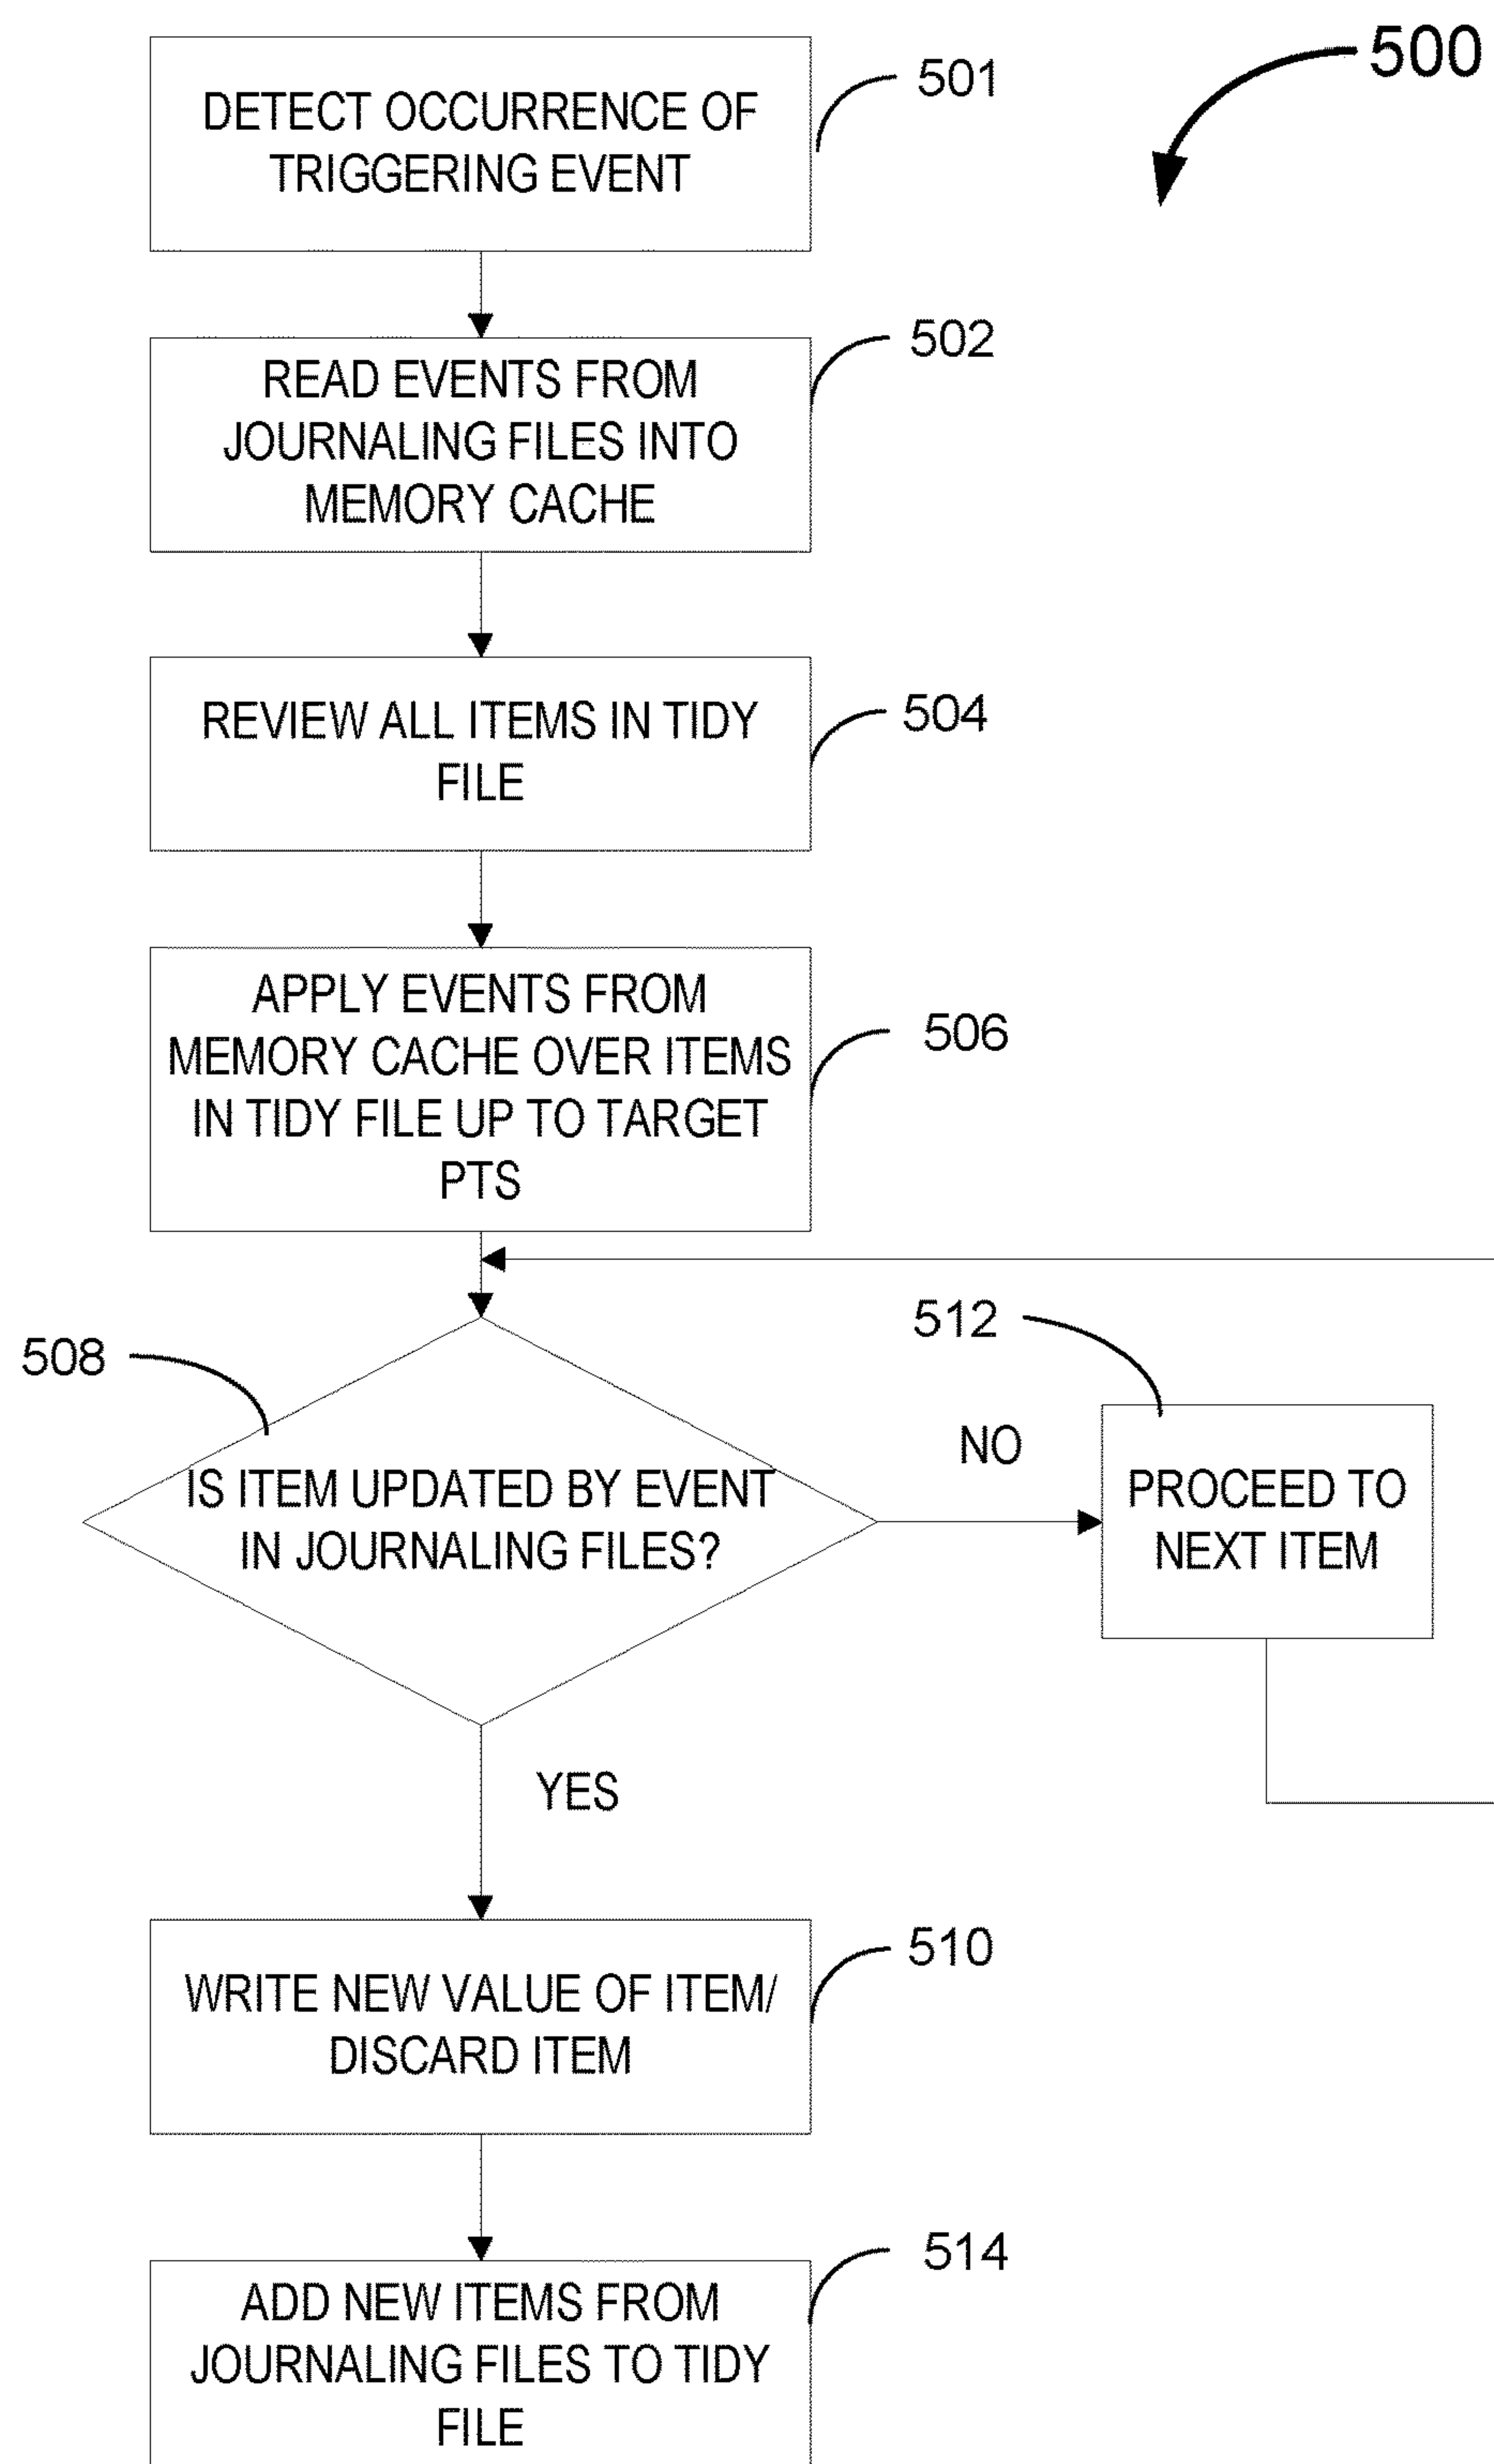 500
501
DETECT OCCURRENCE OF
TRIGGERING EVENT
502
READ EVENTS FROM
JOURNALING FILES INTO
MEMORY CACHE
504
REVIEW ALL ITEMS IN TIDY
FILE
506
APPLY EVENTS FROM
MEMORY CACHE OVER ITEMS
IN TIDY FILE UP TO TARGET
PTS
508
IS ITEM UPDATED BY EVENT
IN JOURNALING FILES?
NO
512
PROCEED TO
NEXT ITEM
YES
510
WRITE NEW VALUE OF ITEM/
DISCARD ITEM
514
ADD NEW ITEMS FROM
JOURNALING FILES TO TIDY
FILE